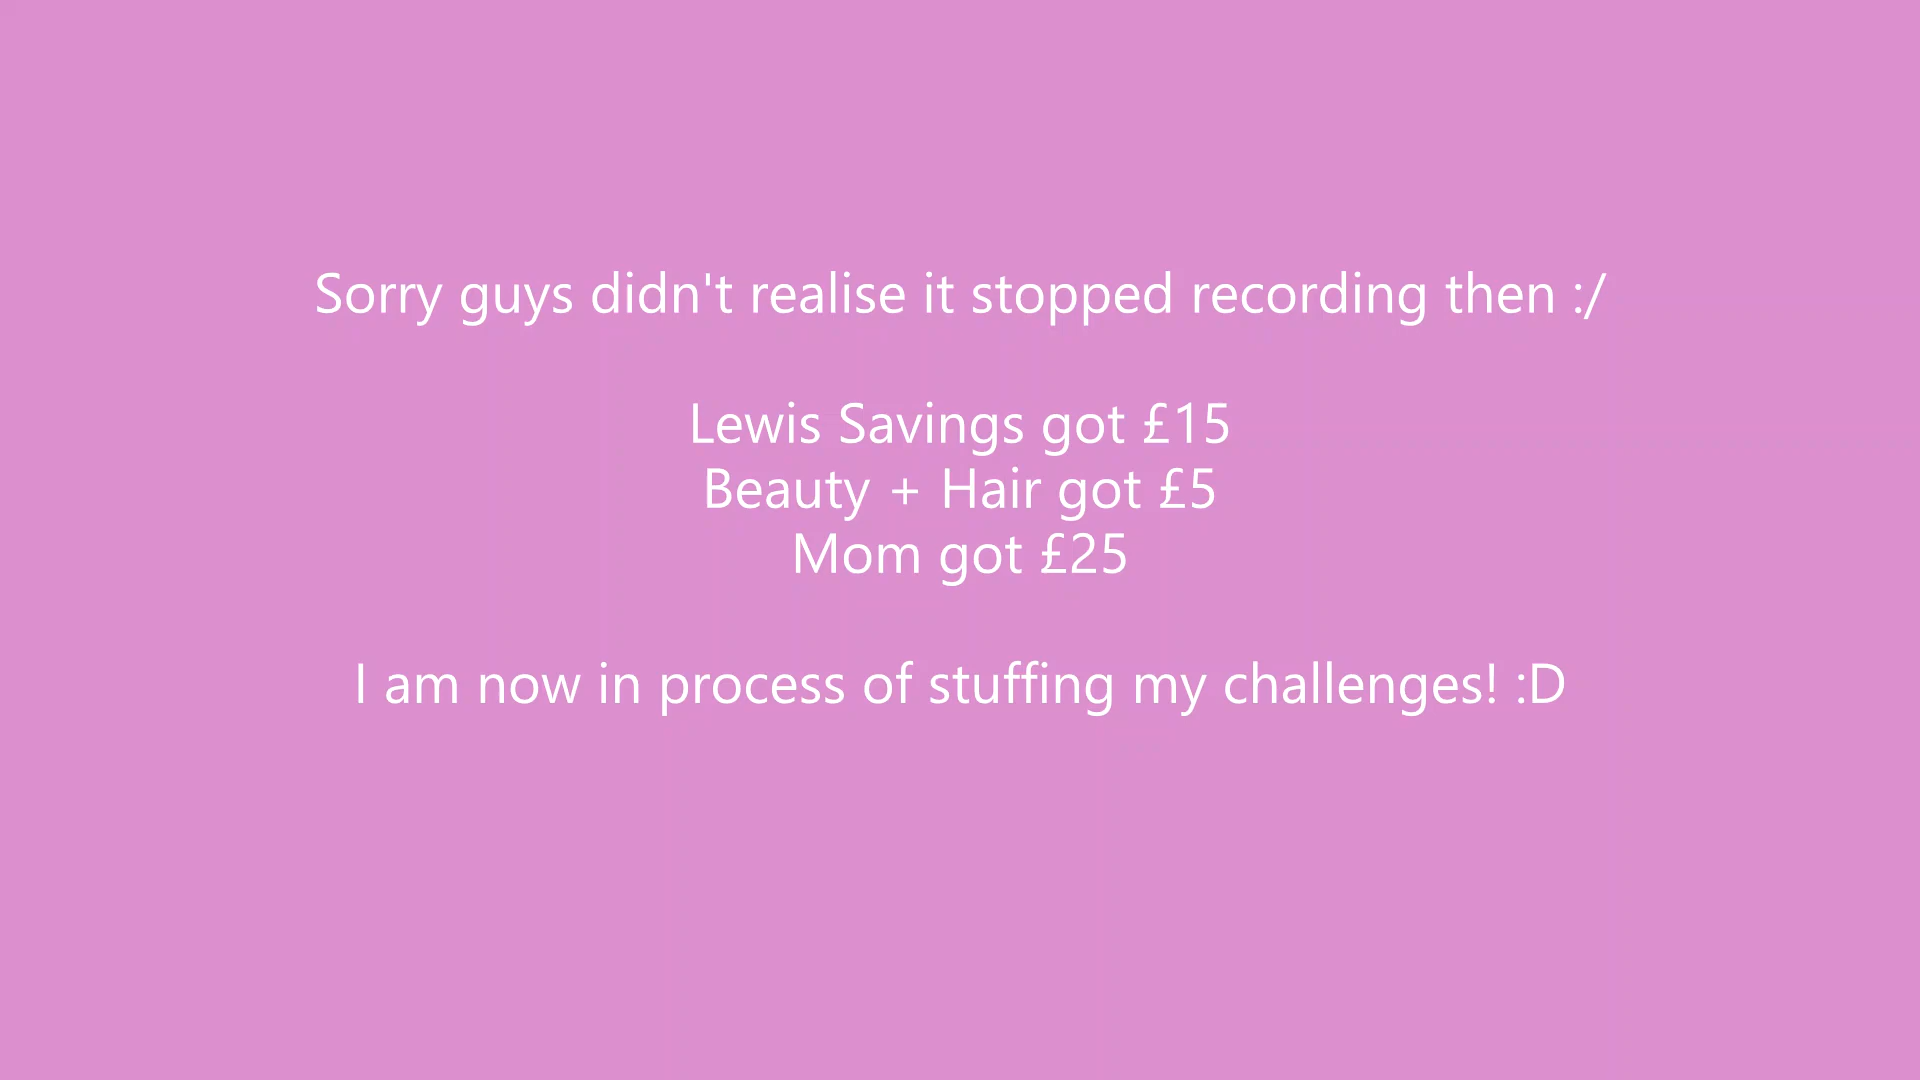 Sorry guys didn't realise it stopped recording then :/
Lewis Savings got £15
Beauty + Hair got £5
Mom got £25
I am now in process of stuffing my challenges! :D